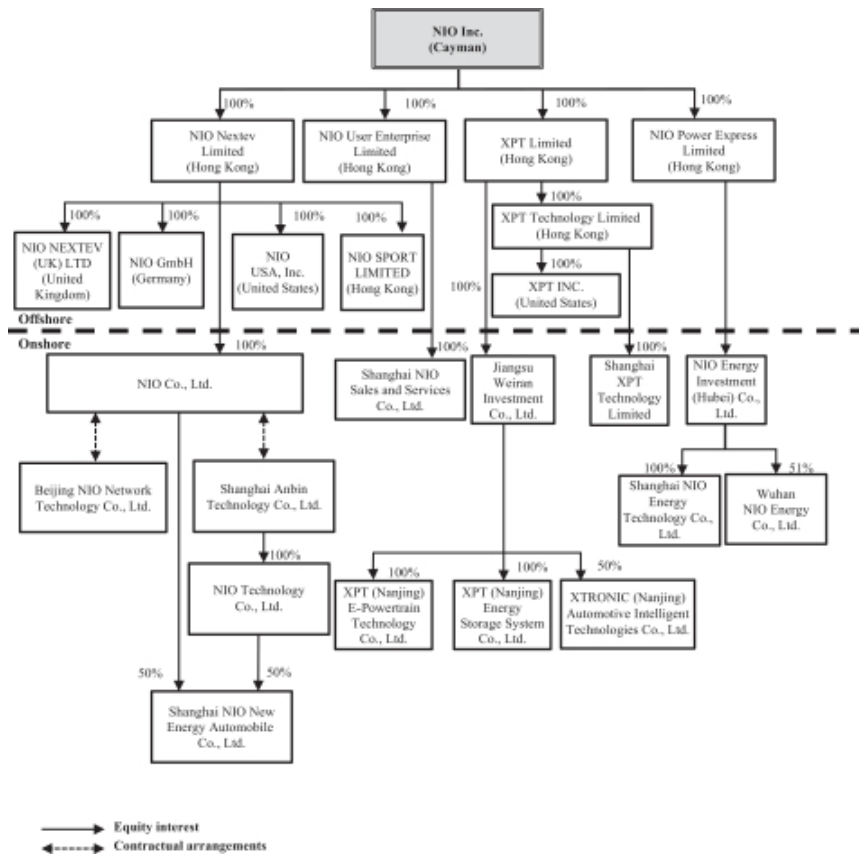 NIO Inc.
(Cayman)
100%
100%
100%
100%
NIO Nextev
Limited
(Hong Kong)
NIO User Enterprise
Limited
(Hong Kong)
XPT Limited
(Hong Kong)
NIO Power Express
Limited
(Hong Kong)
100%
100%
100%
100%
100%
NIO NEXTEV
(UK) LTD
(United
Kingdom)
NIO GmbH
(Germany)
NIO
USA, Inc.
(United States)
NIO SPORT
LIMITED
(Hong Kong)
XPT Technology Limited
(Hong Kong)
100%
100%
XPT INC.
(United States)
Offshore
Onshore
100%
100%
100%
NIO Co., Ltd.
Shanghai NIO
Sales and Services
Co., Ltd.
Jiangsu
Weiran
Investment
Co., Ltd.
Shanghai
XPT
Technology
Limited
NIO Energy
Investment
(Hubei) Co.,
Ltd.
Beijing NIO Network
Technology Co., Ltd.
Shanghai Anbin
Technology Co., Ltd.
100%
51%
Shanghai NIO
Energy
Technology Co.,
Ltd.
Wuhan
NIO Energy
Co., Ltd.
100%
NIO Technology
Co., Ltd.
100%
100%
50%
XPT (Nanjing)
E-Powertrain
Technology
Co., Ltd.
XPT (Nanjing)
Energy
Storage System
Co., Ltd.
XTRONIC (Nanjing)
Automotive Intelligent
Technologies Co., Ltd.
50%
50%
Shanghai NIO New
Energy Automobile
Co., Ltd.
Equity interest
Contractual arrangements